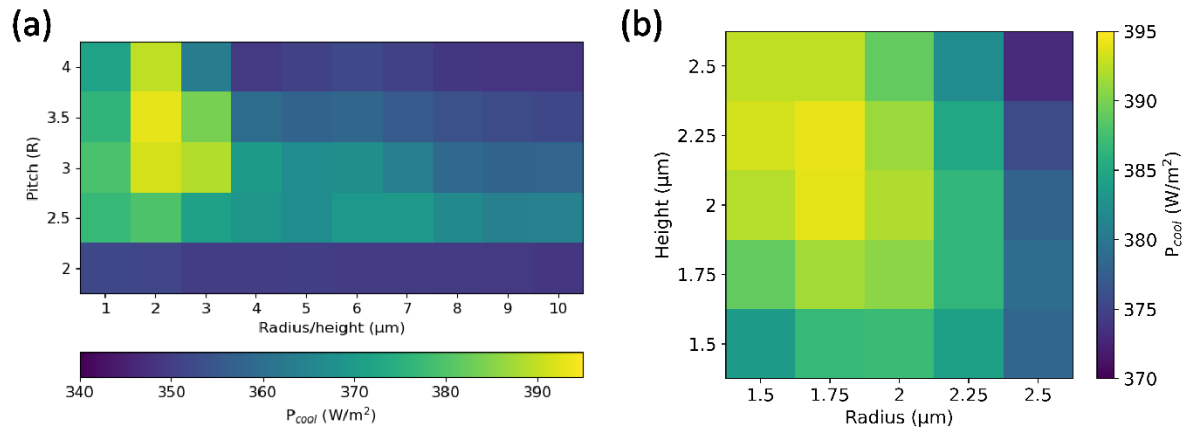 (a)
Pitch (R)
4
3.5
3
2.5
2
1 2 3 4 5 6 7 8 9 10
Radius/height (µm)
340 350 360 370 380 390
P_cool (W/m²)
(b)
Height (µm)
2.5
2.25
2
1.75
1.5
1.5 1.75 2 2.25 2.5
Radius (µm)
395
390
385
380
375
370
P_cool (W/m²)